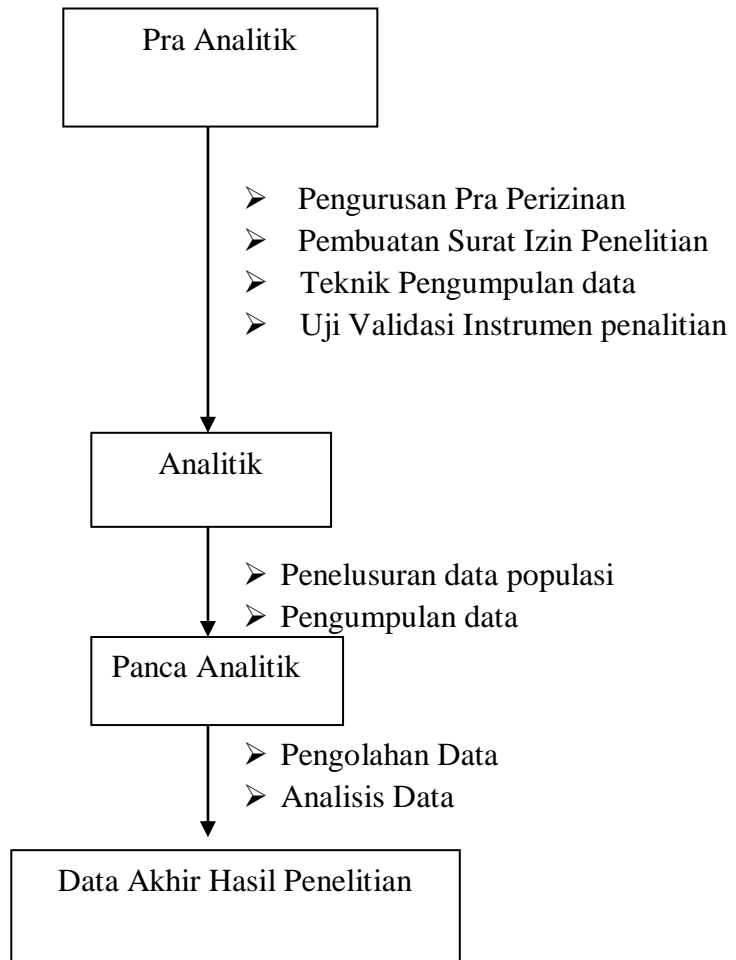 Pra Analitik
➢ Pengurusan Pra Perizinan
➢ Pembuatan Surat Izin Penelitian
➢ Teknik Pengumpulan data
➢ Uji Validasi Instrumen penalitian
Analitik
➢ Penelusuran data populasi
➢ Pengumpulan data
Panca Analitik
➢ Pengolahan Data
➢ Analisis Data
Data Akhir Hasil Penelitian